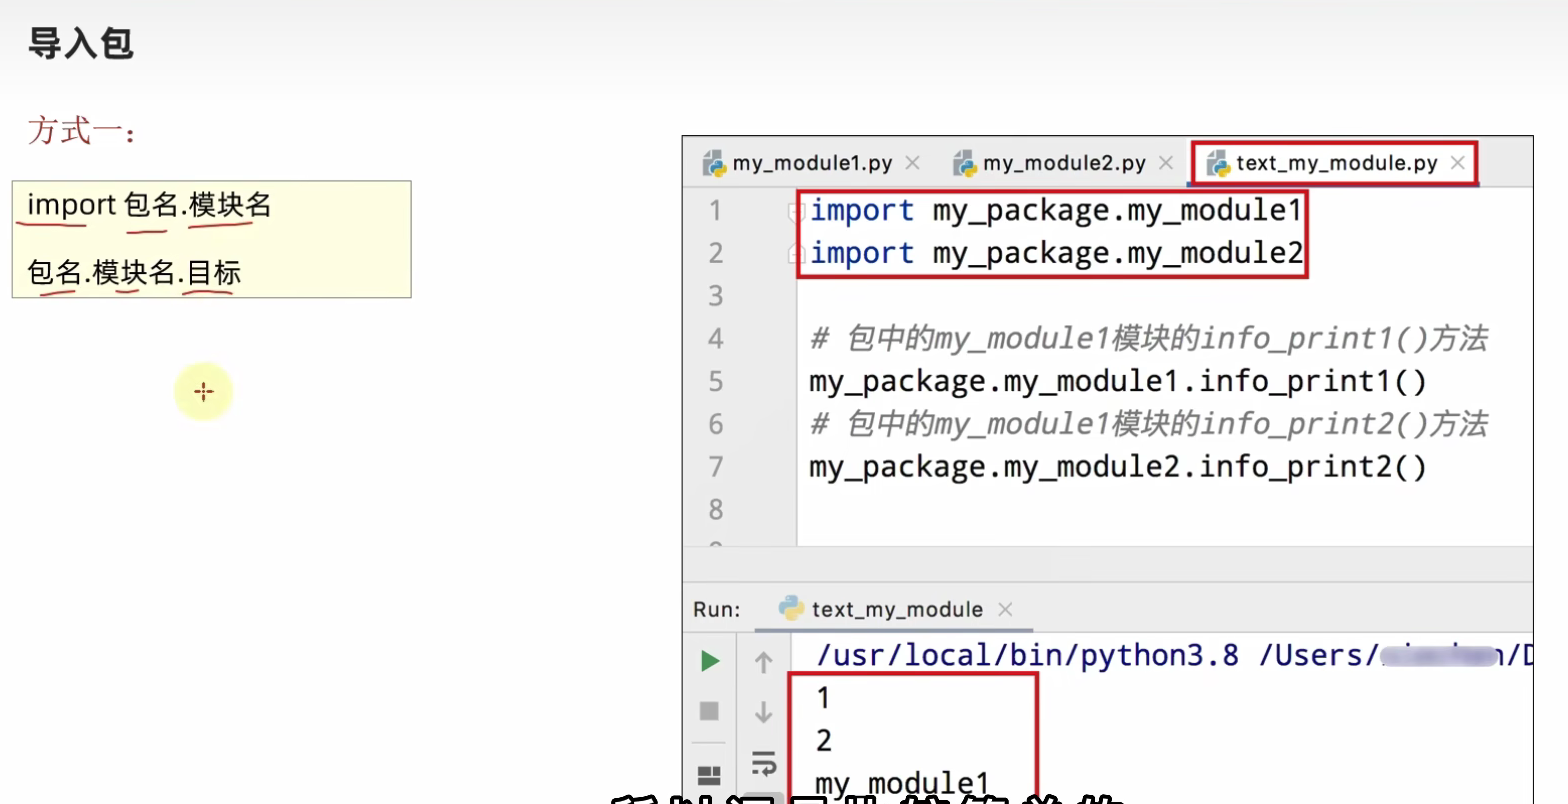 导入包
方式一：
import 包名.模块名
包名.模块名.目标
my_module1.py
my_module2.py
text_my_module.py
1 import my_package.my_module1
2 import my_package.my_module2
3
4 # 包中的my_module1模块的info_print1()方法
5 my_package.my_module1.info_print1()
6 # 包中的my_module1模块的info_print2()方法
7 my_package.my_module2.info_print2()
8
Run: text_my_module
/usr/local/bin/python3.8 /Users/
1
2
my_module1